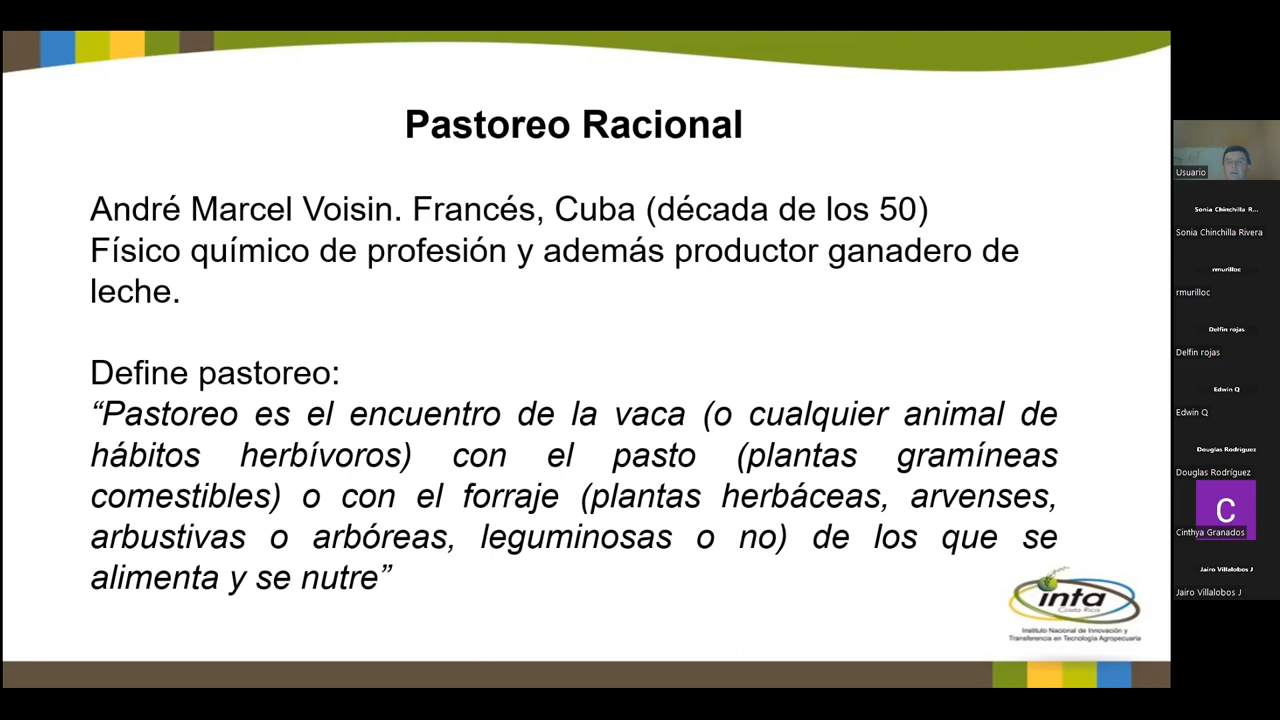 Pastoreo Racional
André Marcel Voisin. Francés, Cuba (década de los 50)
Físico químico de profesión y además productor ganadero de
leche.
Define pastoreo:
“Pastoreo es el encuentro de la vaca (o cualquier animal de
hábitos herbívoros) con el pasto (plantas gramíneas
comestibles) o con el forraje (plantas herbáceas, arvenses,
arbustivas o arbóreas, leguminosas o no) de los que se
alimenta y se nutre”
inta
Costa Rica
Instituto Nacional de Innovación y
Transferencia en Tecnología Agropecuaria
Usuario
Sonia Chinchilla R...
Sonia Chinchilla Rivera
rmurilloc
rmurilloc
Delfin rojas
Delfin rojas
Edwin Q
Edwin Q
Douglas Rodríguez
Douglas Rodríguez
C
Cinthya Granados
Jairo Villalobos J
Jairo Villalobos J